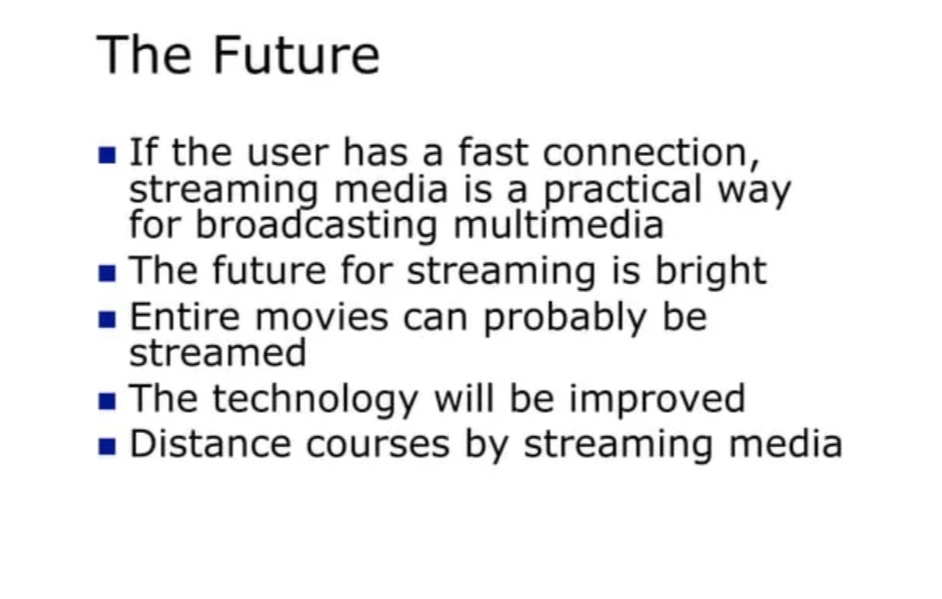 The Future
If the user has a fast connection,
streaming media is a practical way
for broadcasting multimedia
The future for streaming is bright
Entire movies can probably be
streamed
The technology will be improved
Distance courses by streaming media